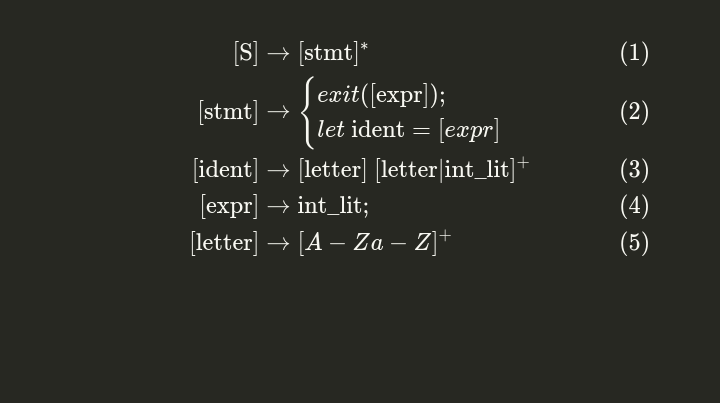 [S] → [stmt]* (1)
[stmt] → { exit([expr]); (2)
let ident = [expr]
[ident] → [letter] [letter|int_lit]⁺ (3)
[expr] → int_lit; (4)
[letter] → [A − Za − Z]⁺ (5)